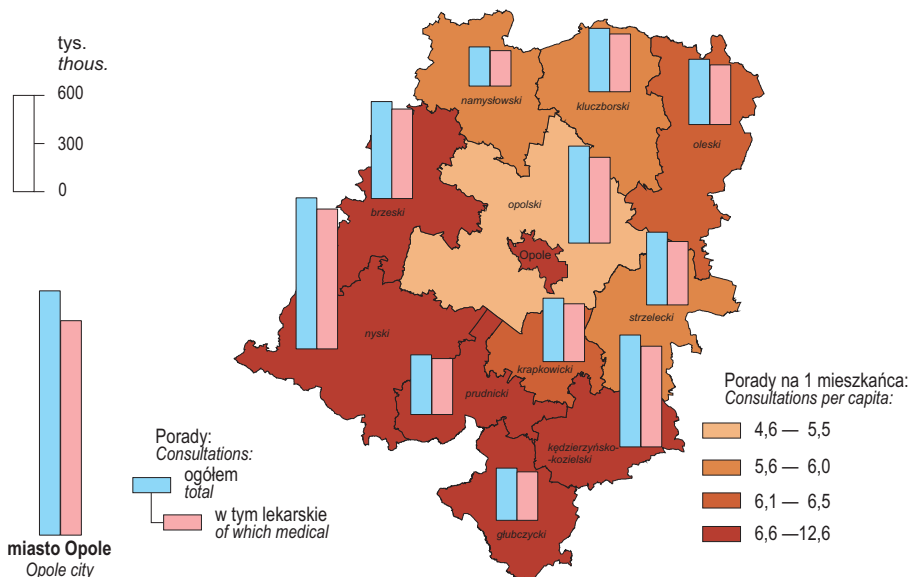 tys.
thous.
600
300
0
namysłowski
kluczborski
oleski
brzeski
opolski
Opole
strzelecki
nyski
krapkowicki
prudnicki
kędzierzyńsko-
-kozielski
głubczycki
miasto Opole
Opole city
Porady:
Consultations:
ogółem
total
w tym lekarskie
of which medical
Porady na 1 mieszkańca:
Consultations per capita:
4,6 — 5,5
5,6 — 6,0
6,1 — 6,5
6,6 —12,6